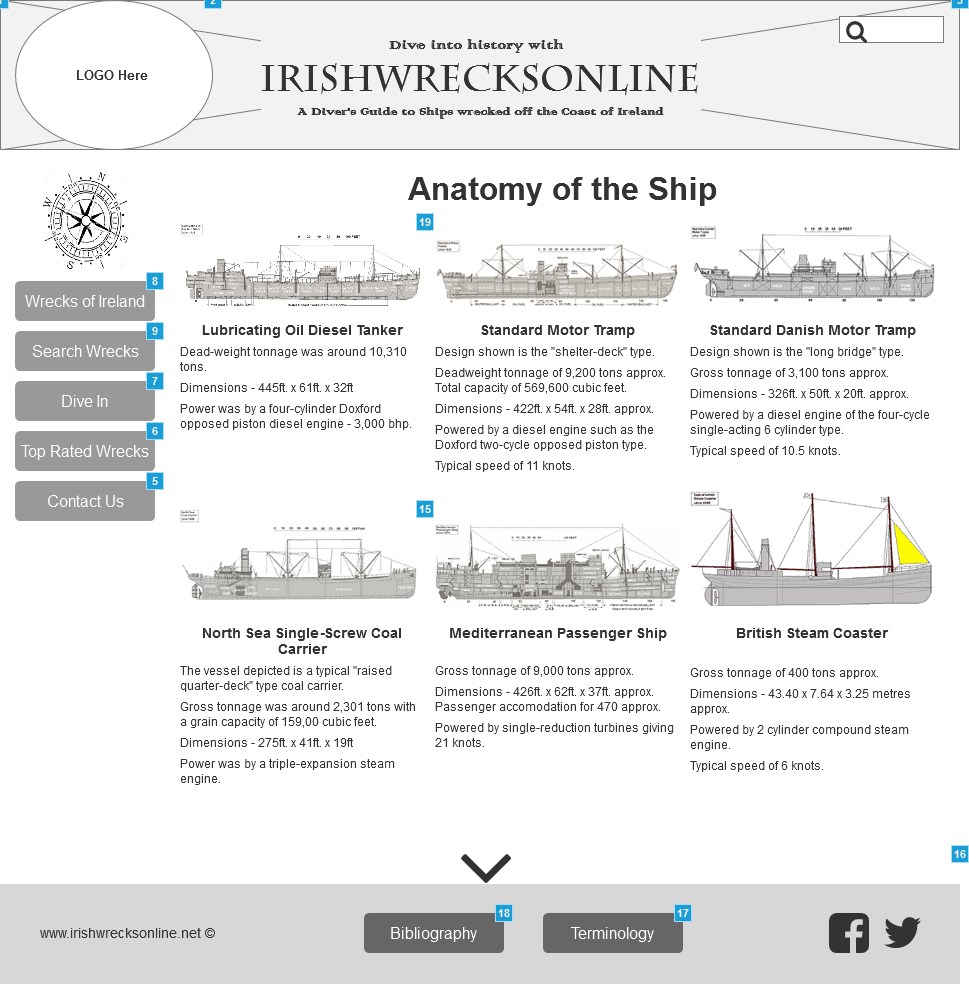 2
3
Dive into history with
LOGO Here
IRISHWRECKSONLINE
A Diver's Guide to Ships wrecked off the Coast of Ireland
N
W
E
S
Anatomy of the Ship
8
Wrecks of Ireland
9
Search Wrecks
7
Dive In
6
Top Rated Wrecks
5
Contact Us
19
Lubricating Oil Diesel Tanker
Dead-weight tonnage was around 10,310
tons.
Dimensions - 445ft. x 61ft. x 32ft
Power was by a four-cylinder Doxford
opposed piston diesel engine - 3,000 bhp.
Standard Motor Tramp
Design shown is the "shelter-deck" type.
Deadweight tonnage of 9,200 tons approx.
Total capacity of 569,600 cubic feet.
Dimensions - 422ft. x 54ft. x 28ft. approx.
Powered by a diesel engine such as the
Doxford two-cycle opposed piston type.
Typical speed of 11 knots.
Standard Danish Motor Tramp
Design shown is the "long bridge" type.
Gross tonnage of 3,100 tons approx.
Dimensions - 326ft. x 50ft. x 20ft. approx.
Powered by a diesel engine of the four-cycle
single-acting 6 cylinder type.
Typical speed of 10.5 knots.
15
North Sea Single-Screw Coal
Carrier
The vessel depicted is a typical "raised
quarter-deck" type coal carrier.
Gross tonnage was around 2,301 tons with
a grain capacity of 159,00 cubic feet.
Dimensions - 275ft. x 41ft. x 19ft
Power was by a triple-expansion steam
engine.
Mediterranean Passenger Ship
Gross tonnage of 9,000 tons approx.
Dimensions - 426ft. x 62ft. x 37ft. approx.
Passenger accomodation for 470 approx.
Powered by single-reduction turbines giving
21 knots.
British Steam Coaster
Gross tonnage of 400 tons approx.
Dimensions - 43.40 x 7.64 x 3.25 metres
approx.
Powered by 2 cylinder compound steam
engine.
Typical speed of 6 knots.
16
www.irishwrecksonline.net ©
18
Bibliography
17
Terminology